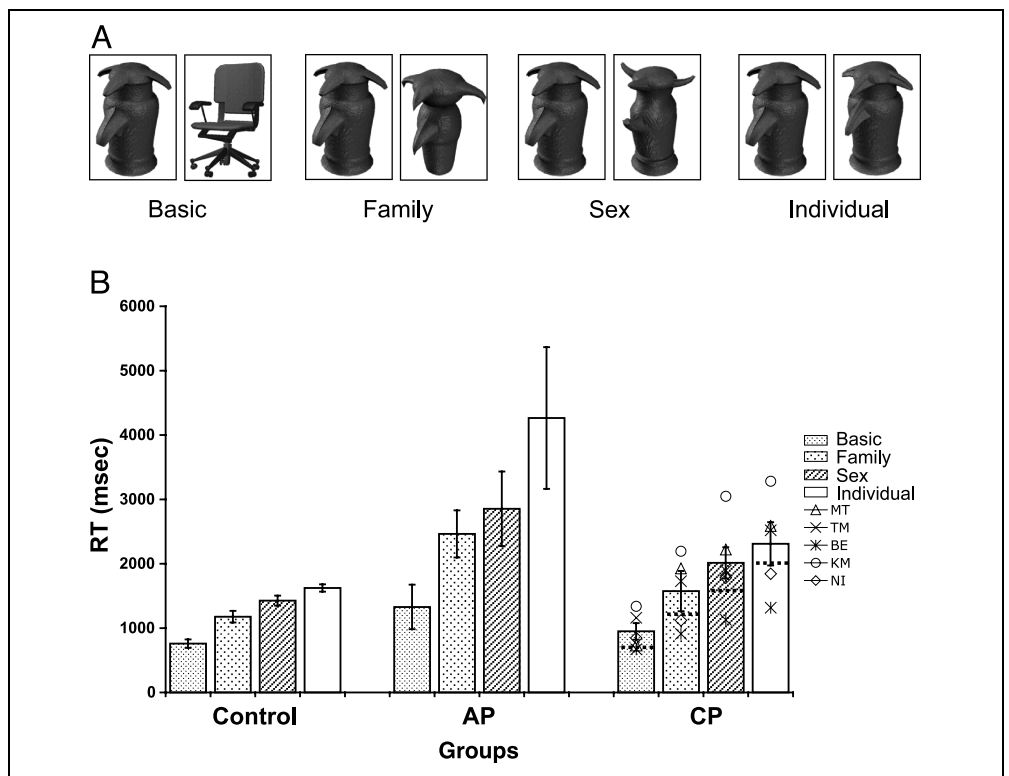 A
Basic
Family
Sex
Individual
B
6000
5000
4000
3000
2000
1000
0
RT (msec)
Control
AP
CP
Groups
Basic
Family
Sex
Individual
MT
TM
BE
KM
NI